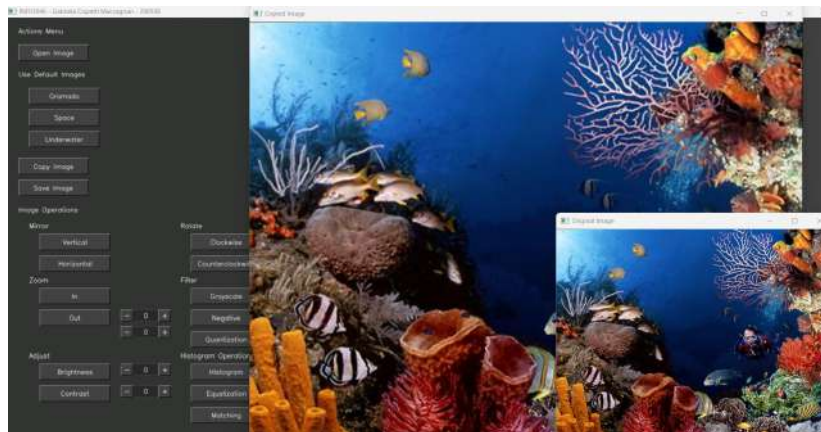 Copied Image
Actions Menu
Open Image
Use Default Images
Gramado
Space
Underwater
Copy Image
Save Image
Image Operations
Mirror
Rotate
Vertical
Clockwise
Horizontal
Counterclockwi
Zoom
Filter
In
Grayscale
Out
- 0 +
Negative
- 0 +
Quantization
Adjust
Histogram Operation
Brightness
- 0 +
Histogram
Contrast
- 0 +
Equalization
Matching
Original Image